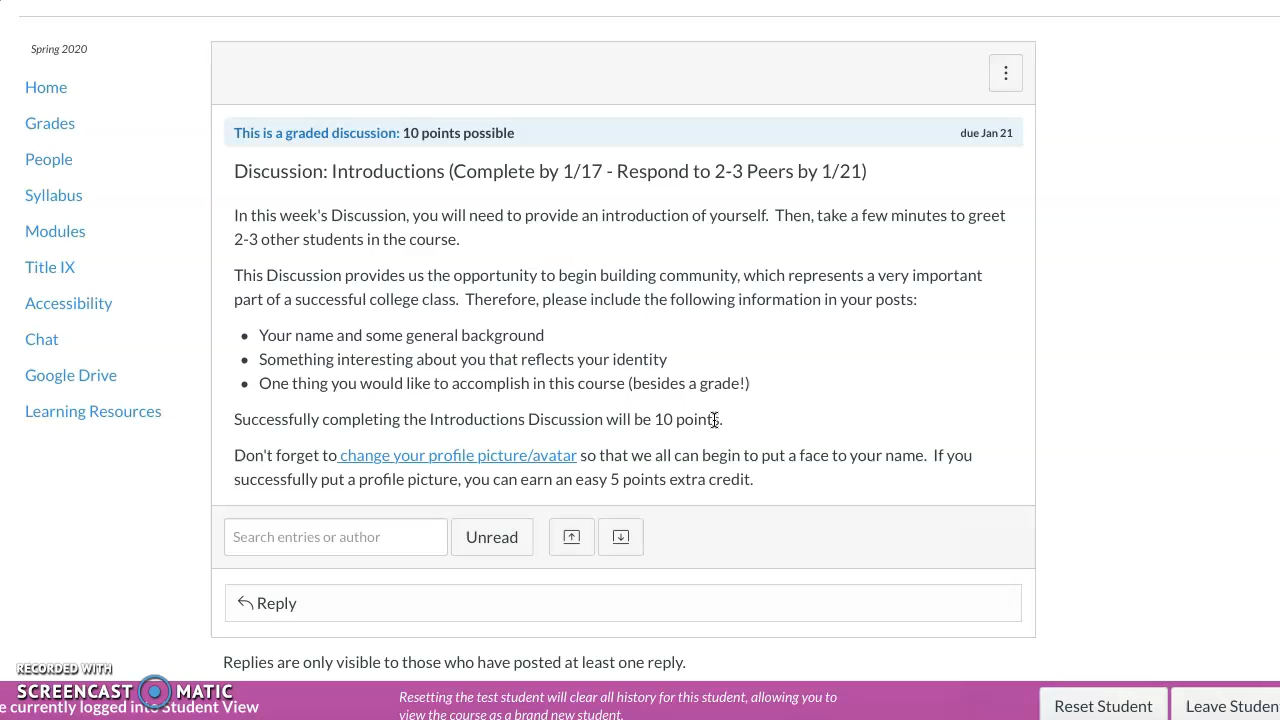 Spring 2020
Home
Grades
People
Syllabus
Modules
Title IX
Accessibility
Chat
Google Drive
Learning Resources
This is a graded discussion: 10 points possible
due Jan 21
Discussion: Introductions (Complete by 1/17 - Respond to 2-3 Peers by 1/21)
In this week's Discussion, you will need to provide an introduction of yourself. Then, take a few minutes to greet
2-3 other students in the course.
This Discussion provides us the opportunity to begin building community, which represents a very important
part of a successful college class. Therefore, please include the following information in your posts:
Your name and some general background
Something interesting about you that reflects your identity
One thing you would like to accomplish in this course (besides a grade!)
Successfully completing the Introductions Discussion will be 10 points.
Don't forget to change your profile picture/avatar so that we all can begin to put a face to your name. If you
successfully put a profile picture, you can earn an easy 5 points extra credit.
Search entries or author
Unread
Reply
Replies are only visible to those who have posted at least one reply.
RECORDED WITH
SCREENCAST MATIC
e currently logged into Student View
Resetting the test student will clear all history for this student, allowing you to
view the course as a brand new student.
Reset Student
Leave Studen